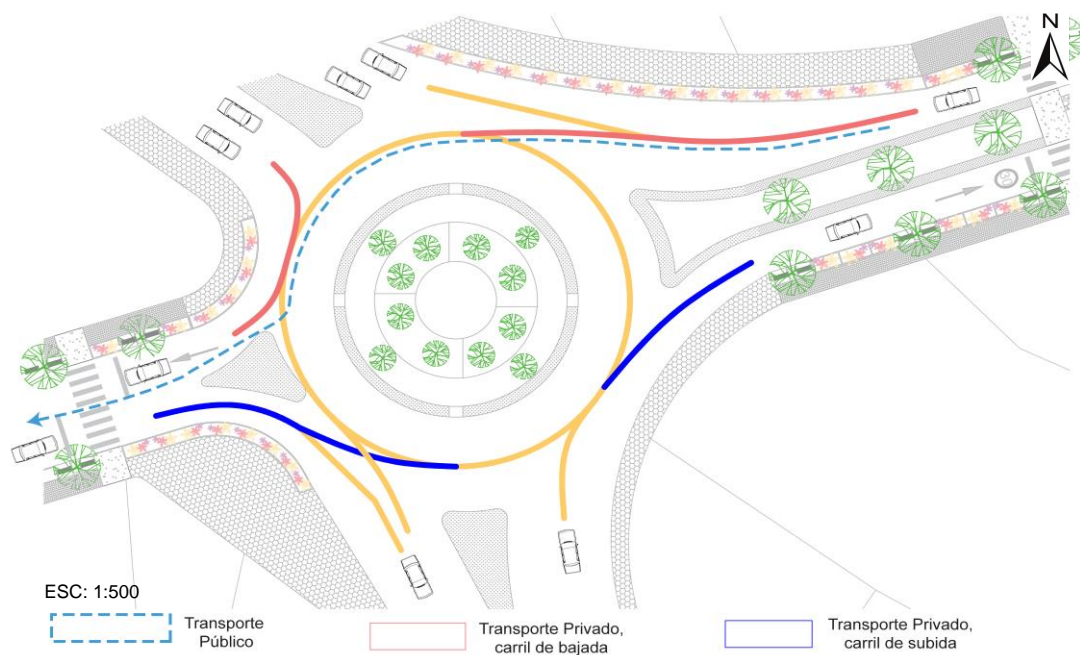 N
ESC: 1:500
Transporte
Público
Transporte Privado,
carril de bajada
Transporte Privado,
carril de subida